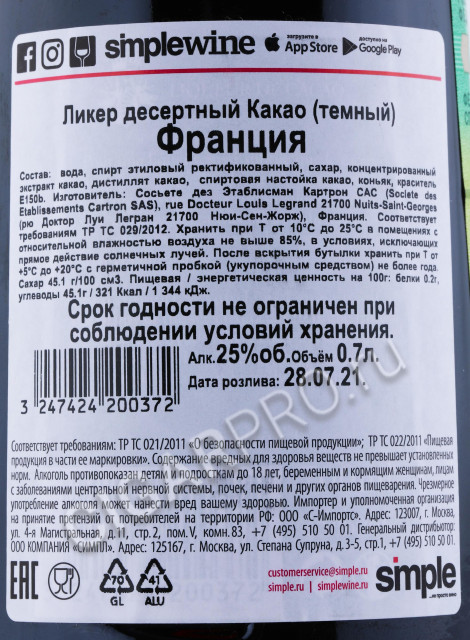 simplewine
загрузите в
App Store
доступно на
Google Play
Ликер десертный Какао (темный)
Франция
Состав: вода, спирт этиловый ректификованный, сахар, концентрированный
экстракт какао, дистиллят какао, спиртовая настойка какао, коньяк, краситель
Е150b. Изготовитель: Сосьете дез Этаблисман Картрон САС (Societe des
Etablissements Cartron SAS), rue Docteur Louis Legrand 21700 Nuits-Saint-Georges
(рю Доктор Луи Легран 21700 Нюи-Сен-Жорж), Франция. Соответствует
требованиям ТР ТС 029/2012. Хранить при Т от 10°С до 25°С в помещениях с
относительной влажностью воздуха не выше 85%, в условиях, исключающих
прямое действие солнечных лучей. После вскрытия бутылки хранить при Т от
+5°С до +20°С с герметичной пробкой (укупорочным средством) не более года.
Сахар 45.1 г/100 см3. Пищевая / энергетическая ценность на 100г: белки 0.2г,
углеводы 45.1г / 321 Ккал / 1 344 кДж.
Срок годности не ограничен при
соблюдении условий хранения.
Алк.25%об.Объём 0.7л.
Дата розлива: 28.07.21.
3 247424 200372
Соответствует требованиям: ТР ТС 021/2011 «О безопасности пищевой продукции»; ТР ТС 022/2011 «Пищевая
продукция в части ее маркировки». Содержание вредных для здоровья веществ не превышает установленных
норм. Алкоголь противопоказан детям и подросткам до 18 лет, беременным и кормящим женщинам, лицам
с заболеваниями центральной нервной системы, почек, печени и других органов пищеварения. Чрезмерное
употребление алкоголя может нанести вред вашему здоровью. Импортер и уполномоченная организация
на принятие претензий от потребителей на территории РФ: ООО «С-Импортс». Адрес: 123007, г. Москва,
ул. 4-я Магистральная, д.11, стр.2, пом.V, комн.83, +7 (495) 510 50 01. Генеральный дистрибьютор:
ООО КОМПАНИЯ «СИМПЛ». Адрес: 125167, г. Москва, ул. Степана Супруна, д.3-5, стр.1, +7 (495) 510 50 01.
EAC
70
GL
41
ALU
customerservice@simple.ru
simple.ru | simplewine.ru
simple
...не просто вино
CIGARPRO.ru